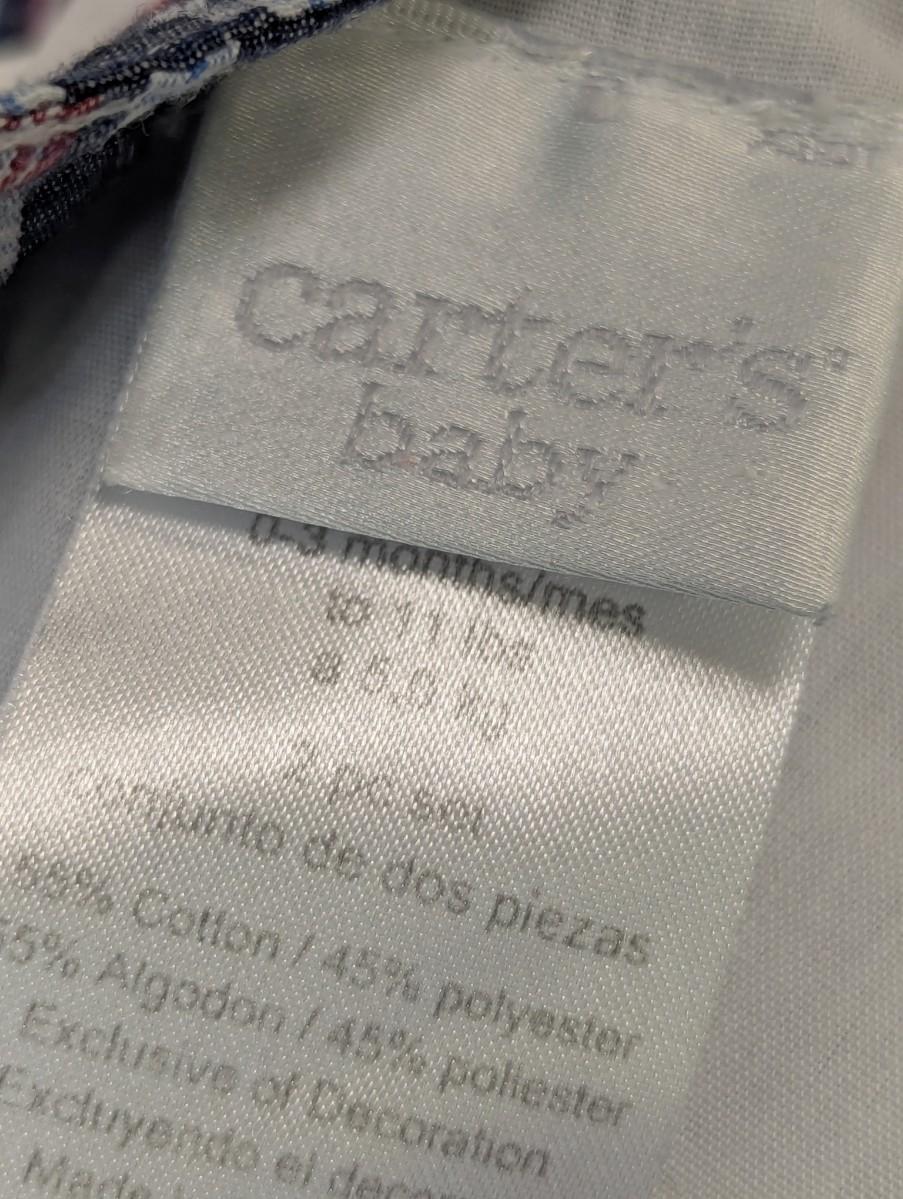 carter's
baby
0-3 months/mes
to 11 lbs
a 5.0 kg
2 pc set
Conjunto de dos piezas
55% Cotton / 45% polyester
55% Algodon / 45% poliester
Exclusive of Decoration
Excluyendo el
Made